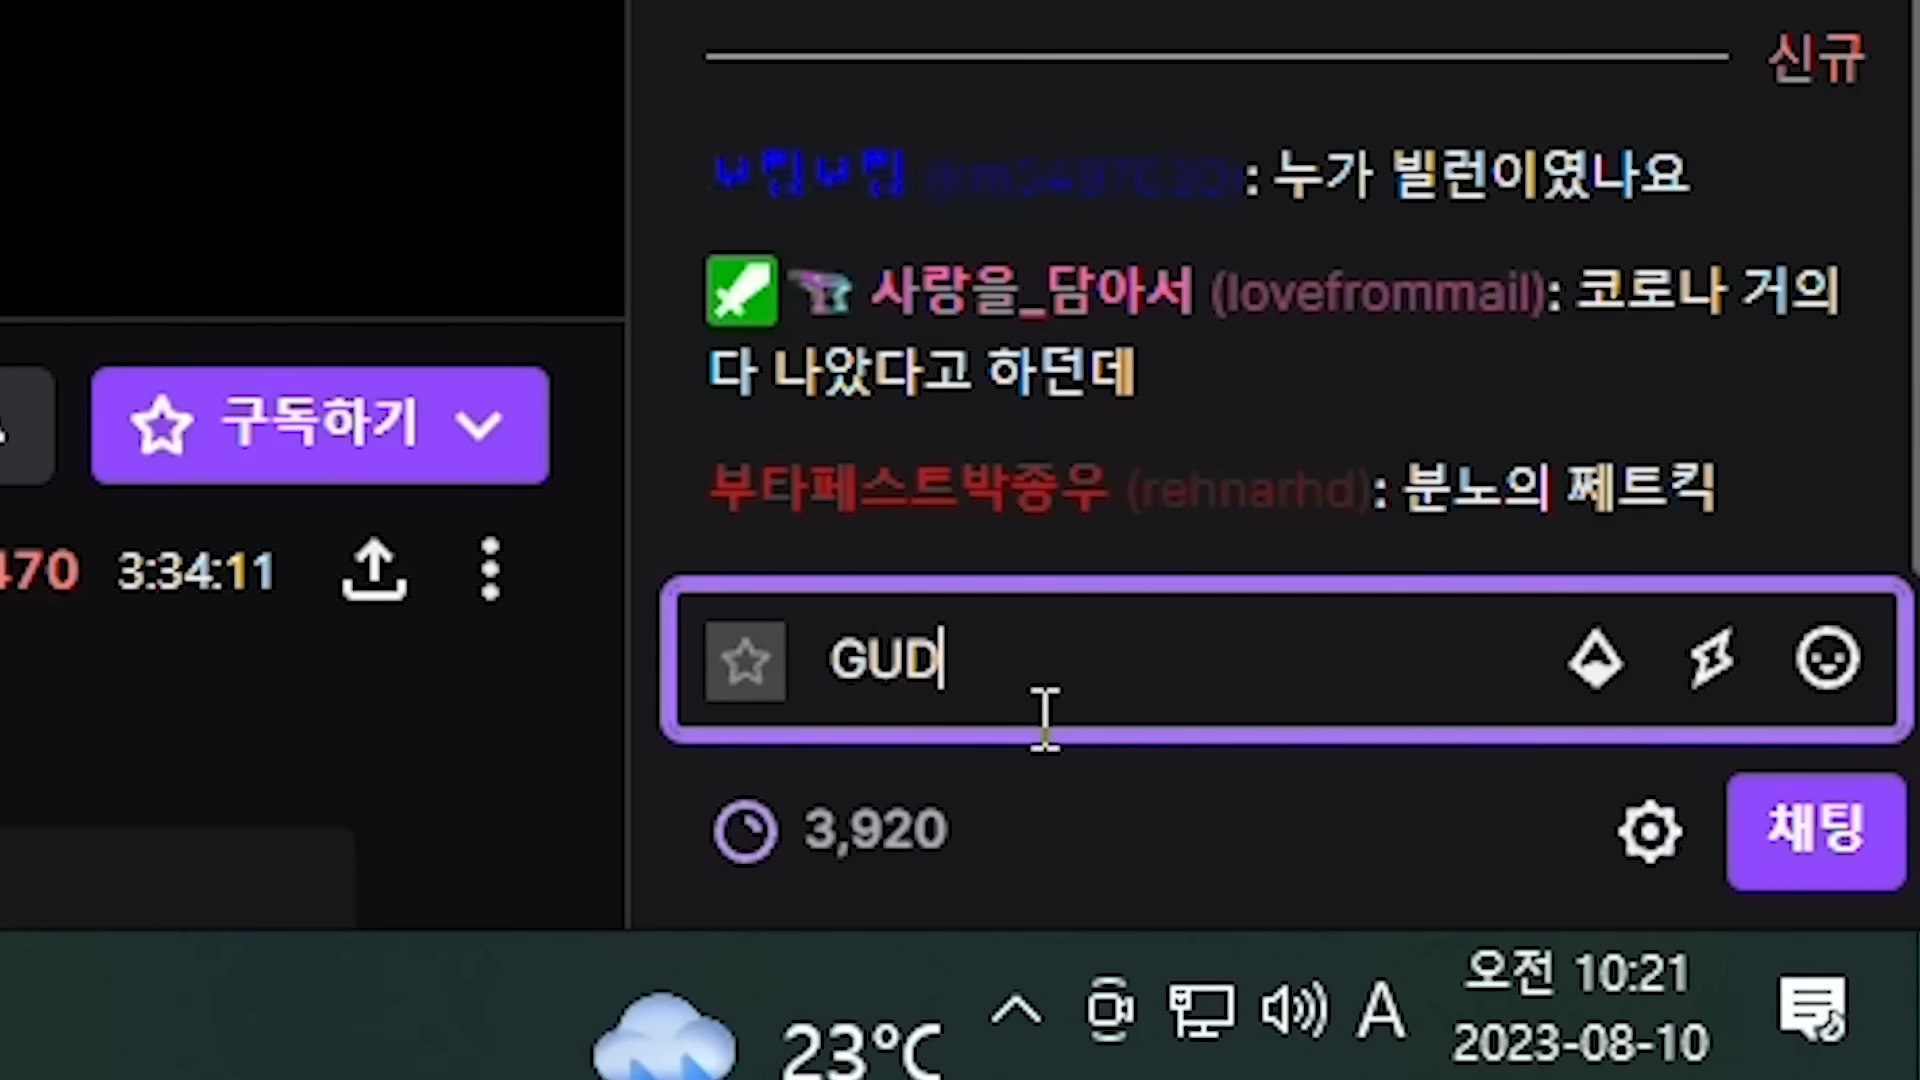 신규
: 누가 빌런이였나요
사랑을_담아서 (lovefrommail): 코로나 거의
다 나았다고 하던데
부타페스트박종우 (rehnarhd): 분노의 쩨트킥
구독하기
470 3:34:11
GUD
3,920
채팅
23°C
A
오전 10:21
2023-08-10